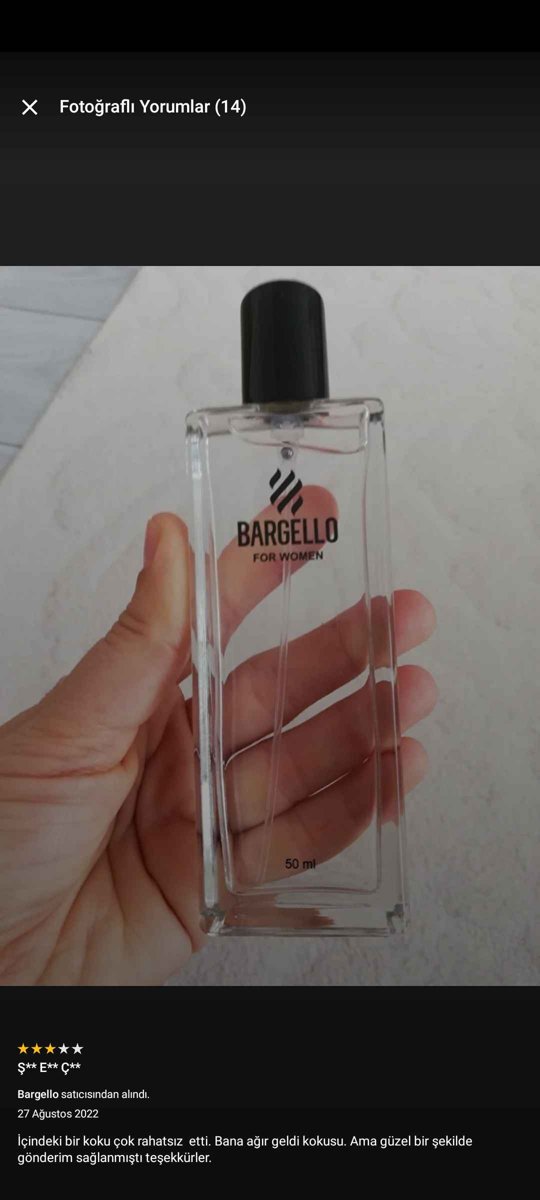 Fotoğraflı Yorumlar (14)
BARGELLO
FOR WOMEN
50 ml
Ş** E** Ç**
Bargello satıcısından alındı.
27 Ağustos 2022
İçindeki bir koku çok rahatsız  etti. Bana ağır geldi kokusu. Ama güzel bir şekilde
gönderim sağlanmıştı teşekkürler.